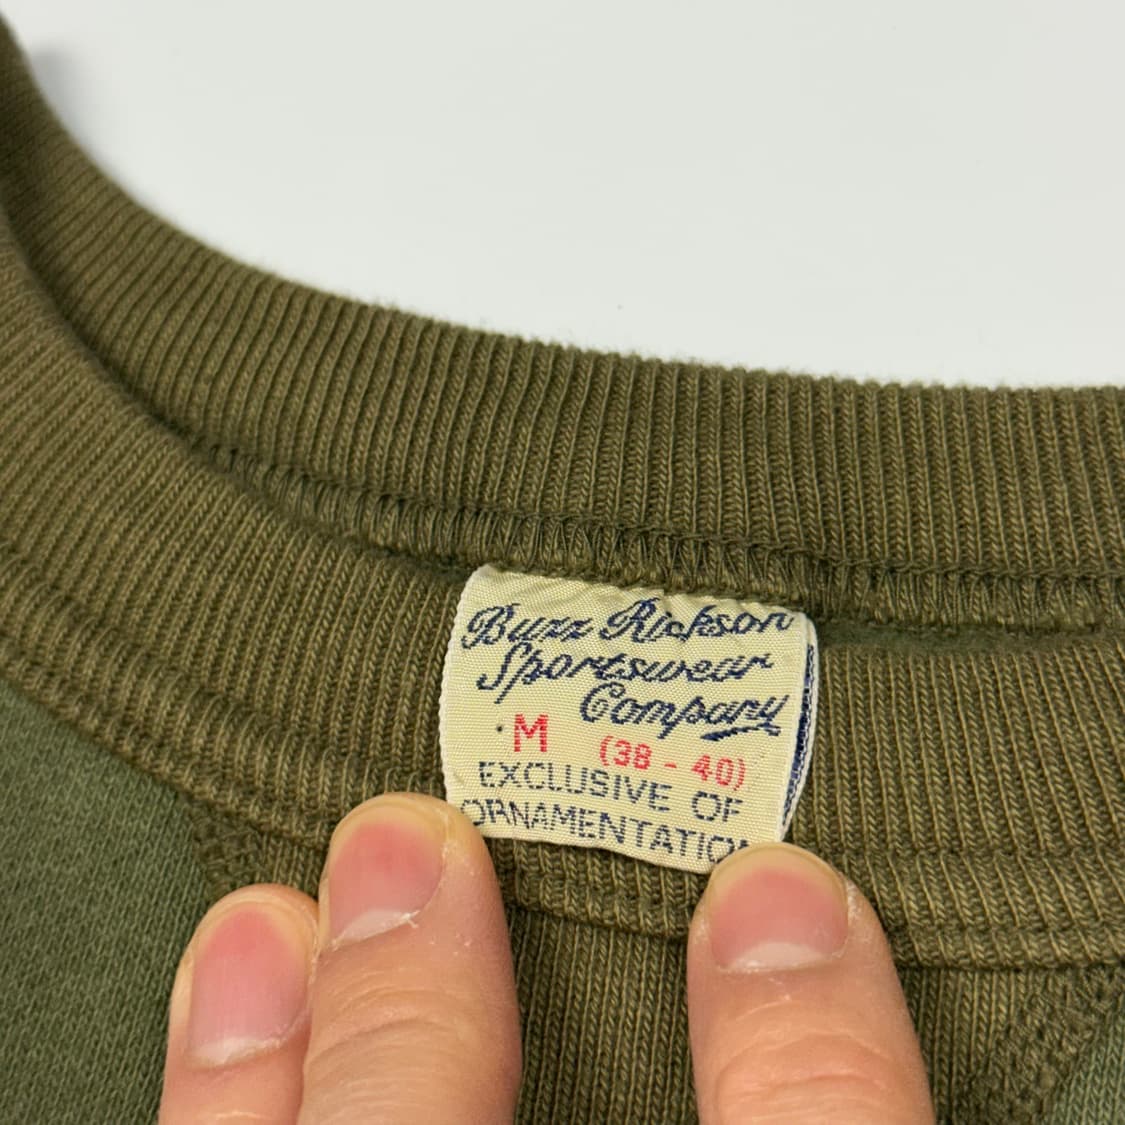 Buzz Rickson
Sportswear
Company
·M (38 - 40)
EXCLUSIVE OF
ORNAMENTATION